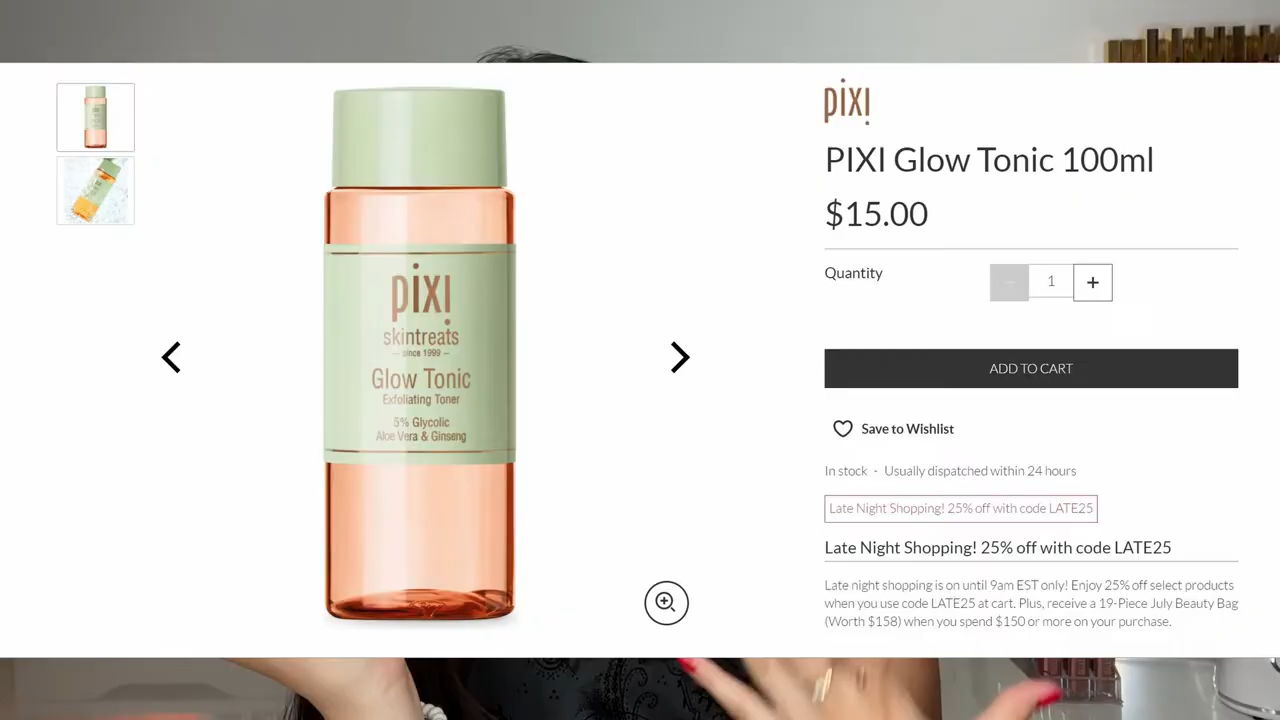 pixi
skintreats
— since 1999 —
Glow Tonic
Exfoliating Toner
5% Glycolic
Aloe Vera & Ginseng
pixi
PIXI Glow Tonic 100ml
$15.00
Quantity
- 1 +
ADD TO CART
Save to Wishlist
In stock - Usually dispatched within 24 hours
Late Night Shopping! 25% off with code LATE25
Late Night Shopping! 25% off with code LATE25
Late night shopping is on until 9am EST only! Enjoy 25% off select products
when you use code LATE25 at cart. Plus, receive a 19-Piece July Beauty Bag
(Worth $158) when you spend $150 or more on your purchase.